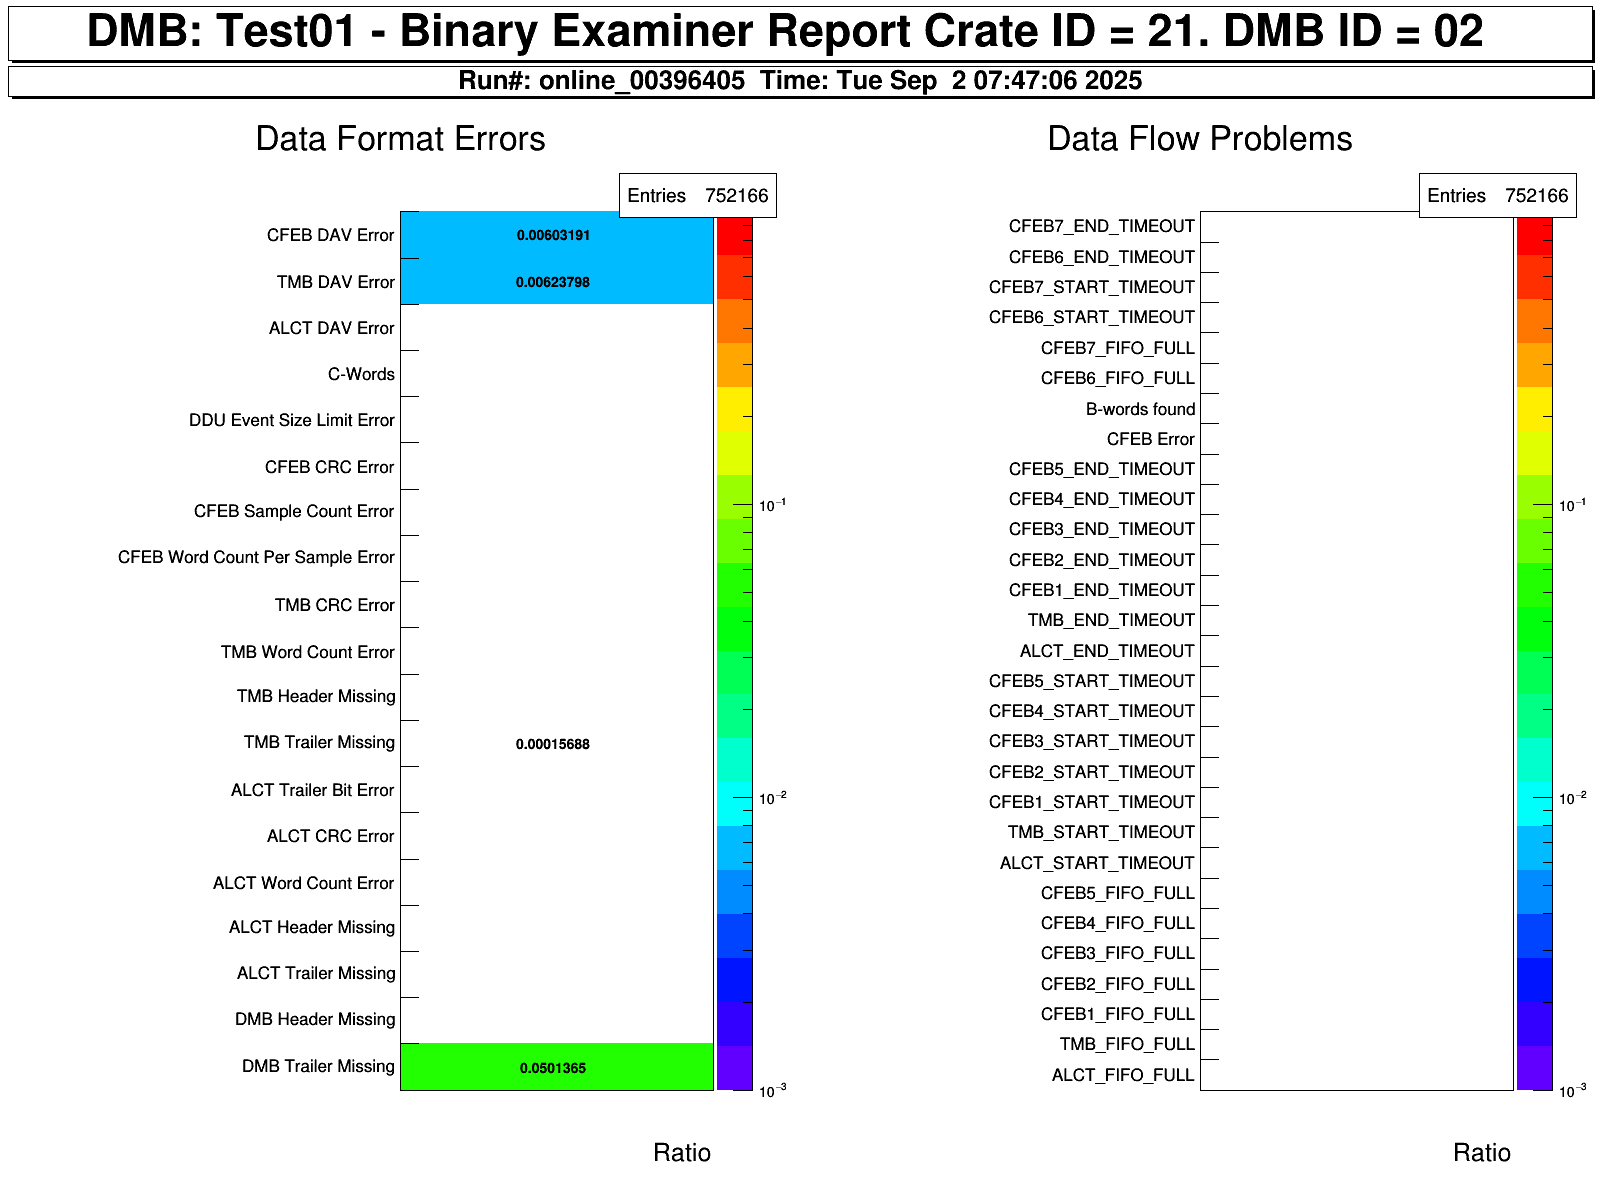 DMB: Test01 - Binary Examiner Report Crate ID = 21. DMB ID = 02
Run#: online_00396405  Time: Tue Sep  2 07:47:06 2025
Data Format Errors
Entries 752166
CFEB DAV Error 0.00603191
TMB DAV Error 0.00623798
ALCT DAV Error
C-Words
DDU Event Size Limit Error
CFEB CRC Error
CFEB Sample Count Error
CFEB Word Count Per Sample Error
TMB CRC Error
TMB Word Count Error
TMB Header Missing
TMB Trailer Missing 0.00015688
ALCT Trailer Bit Error
ALCT CRC Error
ALCT Word Count Error
ALCT Header Missing
ALCT Trailer Missing
DMB Header Missing
DMB Trailer Missing 0.0501365
10⁻¹
10⁻²
10⁻³
Ratio
Data Flow Problems
Entries 752166
CFEB7_END_TIMEOUT
CFEB6_END_TIMEOUT
CFEB7_START_TIMEOUT
CFEB6_START_TIMEOUT
CFEB7_FIFO_FULL
CFEB6_FIFO_FULL
B-words found
CFEB Error
CFEB5_END_TIMEOUT
CFEB4_END_TIMEOUT
CFEB3_END_TIMEOUT
CFEB2_END_TIMEOUT
CFEB1_END_TIMEOUT
TMB_END_TIMEOUT
ALCT_END_TIMEOUT
CFEB5_START_TIMEOUT
CFEB4_START_TIMEOUT
CFEB3_START_TIMEOUT
CFEB2_START_TIMEOUT
CFEB1_START_TIMEOUT
TMB_START_TIMEOUT
ALCT_START_TIMEOUT
CFEB5_FIFO_FULL
CFEB4_FIFO_FULL
CFEB3_FIFO_FULL
CFEB2_FIFO_FULL
CFEB1_FIFO_FULL
TMB_FIFO_FULL
ALCT_FIFO_FULL
10⁻¹
10⁻²
10⁻³
Ratio